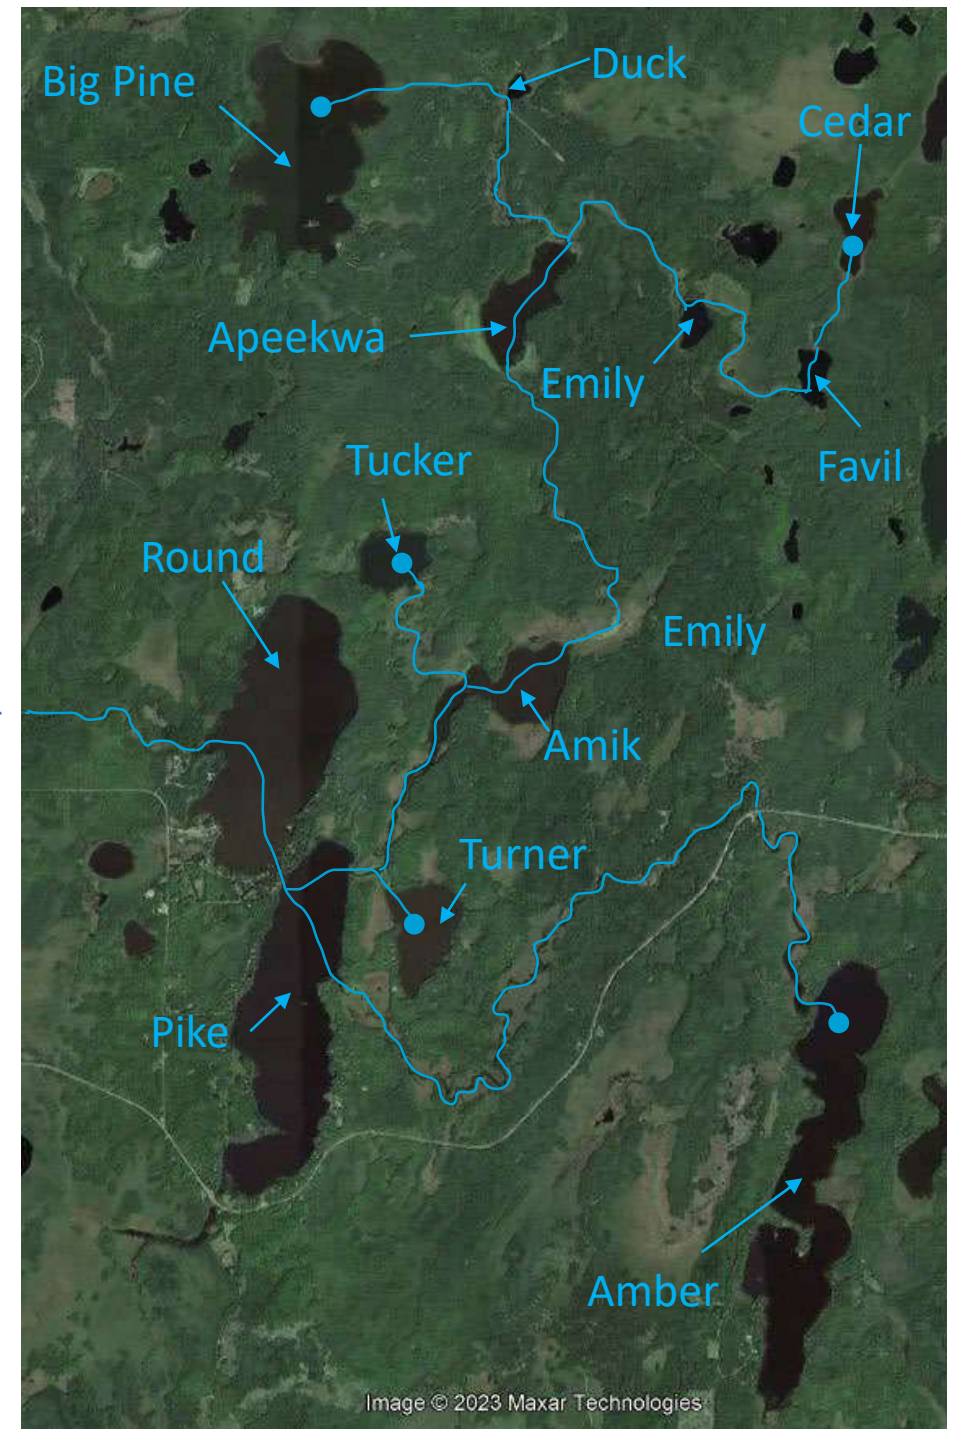 Duck
Big Pine
Cedar
Apeekwa
Emily
Tucker
Favil
Round
Emily
Amik
Turner
Pike
Amber
Image © 2023 Maxar Technologies